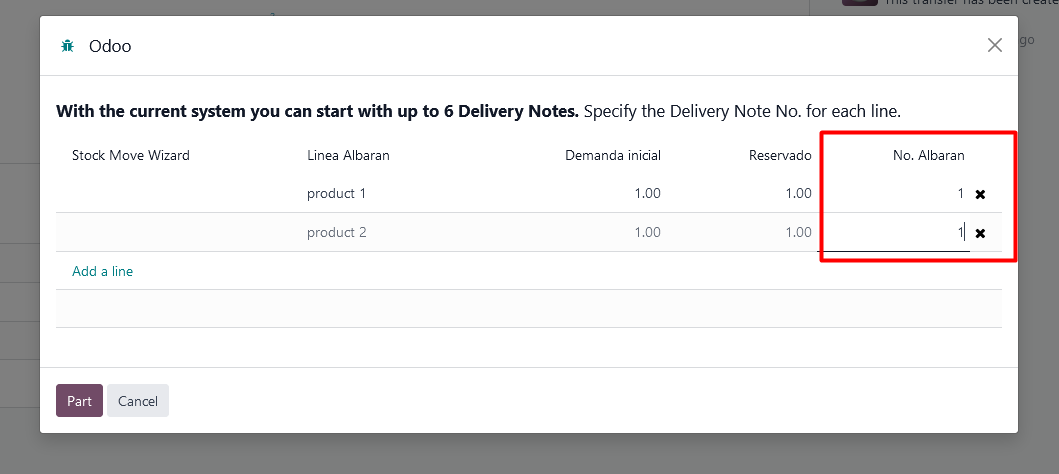 This transfer has been create
ago
Odoo
With the current system you can start with up to 6 Delivery Notes. Specify the Delivery Note No. for each line.
Stock Move Wizard Linea Albaran Demanda inicial Reservado No. Albaran
product 1 1.00 1.00 1
product 2 1.00 1.00 1
Add a line
Part Cancel